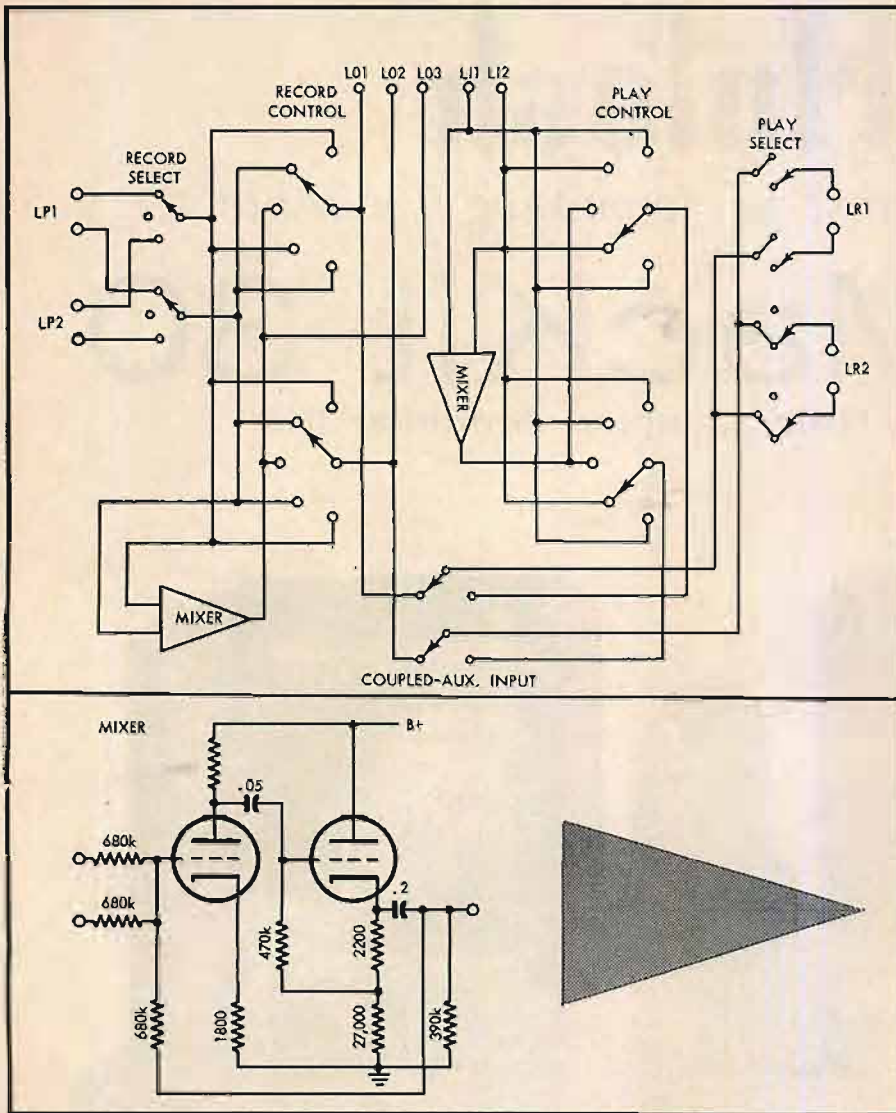 LO1 LO2 LO3 LI1 LI2
RECORD
CONTROL
PLAY
CONTROL
PLAY
SELECT
RECORD
SELECT
LP1
LR1
LP2
LR2
MIXER
MIXER
COUPLED-AUX. INPUT
MIXER
B+
.05
680k
680k
.2
470k
2200
680k
1800
27,000
390k